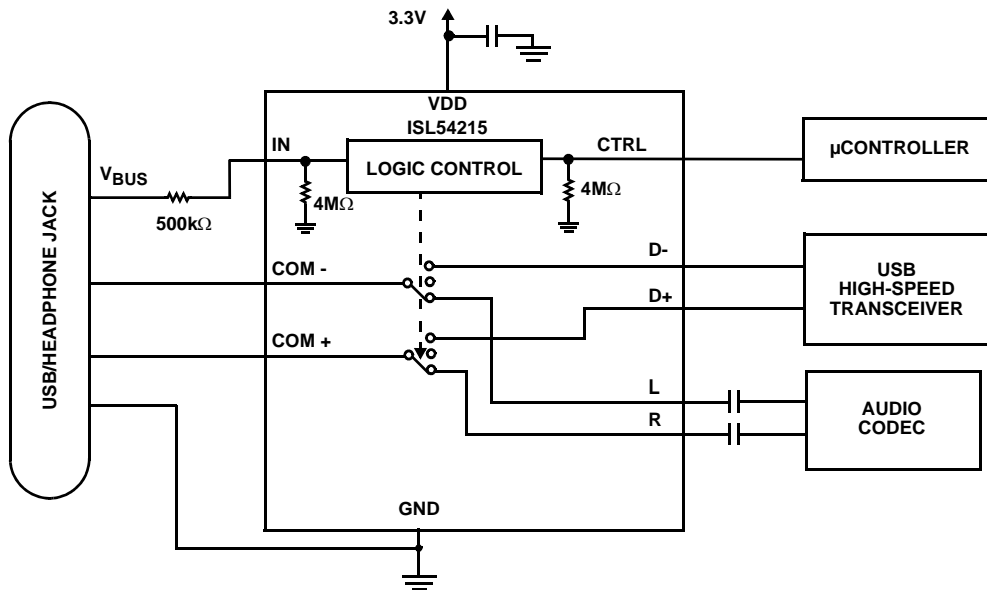 3.3V
VDD
ISL54215
IN
CTRL
LOGIC CONTROL
µCONTROLLER
VBUS
500kΩ
4MΩ
4MΩ
USB/HEADPHONE JACK
COM -
COM +
D-
D+
USB
HIGH-SPEED
TRANSCEIVER
L
R
AUDIO
CODEC
GND